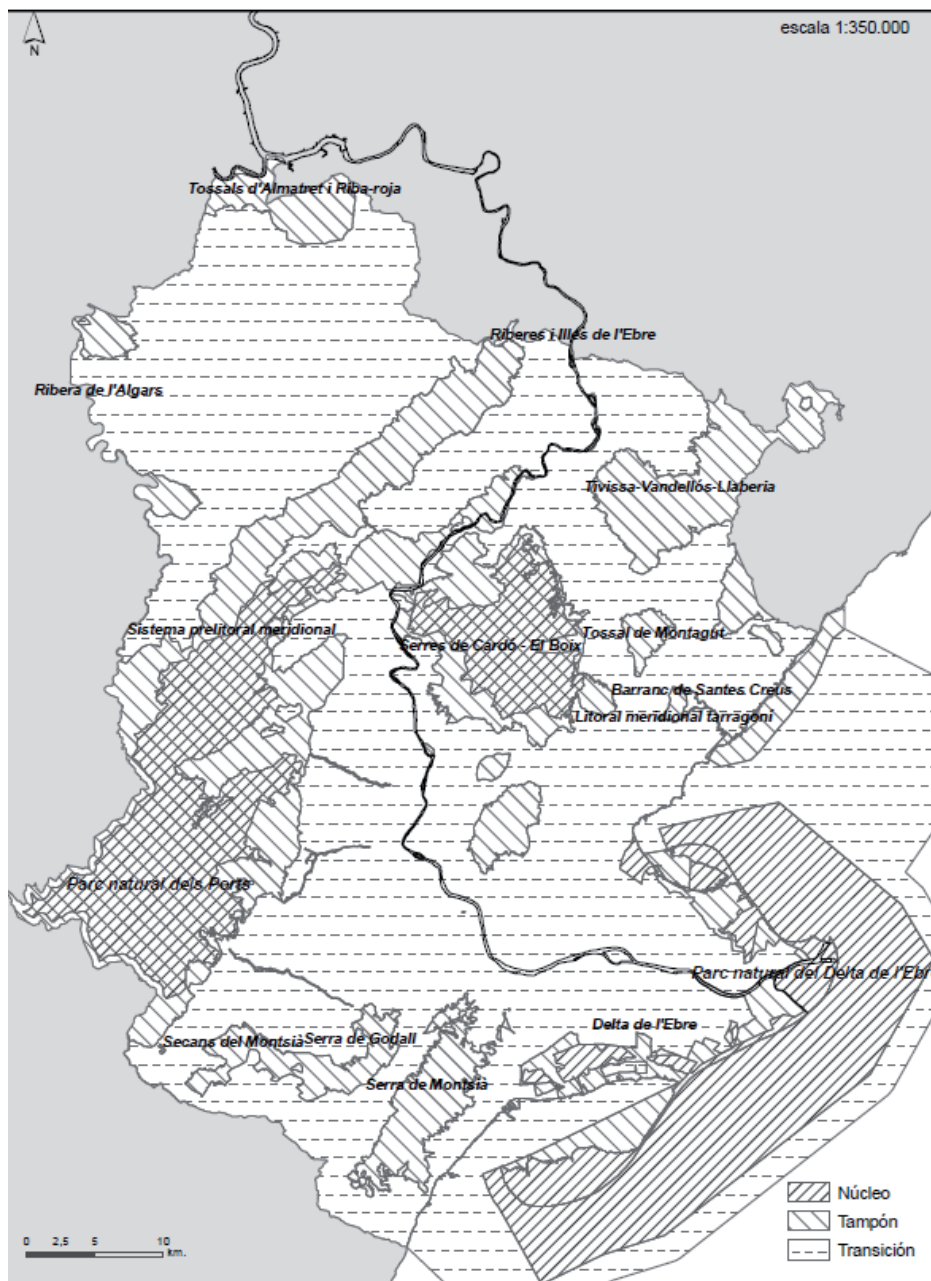 escala 1:350.000
N
Tossals d'Almatret i Riba-roja
Riberes i Illes de l'Ebre
Ribera de l'Algars
Tivissa-Vandellós-Llaberia
Sistema prelitoral meridional
Serres de Cardó - El Boix
Tossal de Montagut
Barranc de Santes Creus
Litoral meridional tarragoní
Parc natural dels Ports
Parc natural del Delta de l'Ebr
Delta de l'Ebre
Secans del Montsià
Serra de Godall
Serra de Montsià
Núcleo
Tampón
Transición
0 2,5 5 10
km.